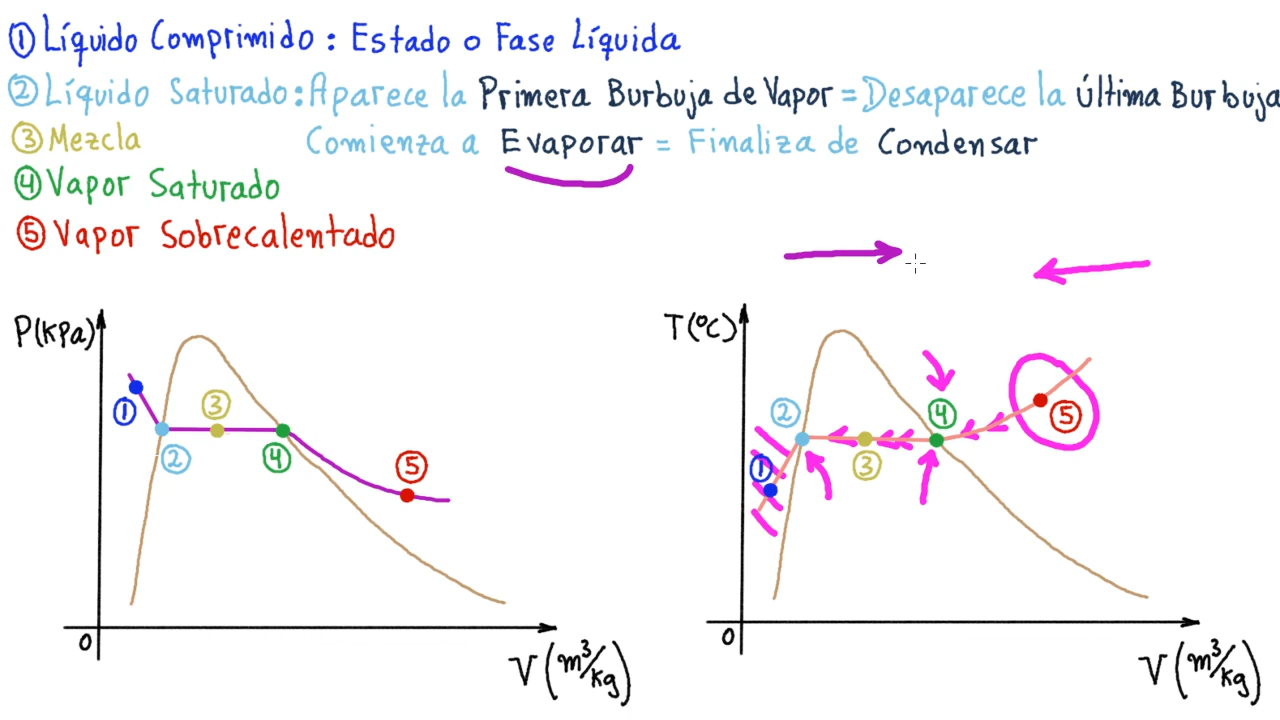 ① Líquido Comprimido: Estado o Fase Líquida
② Líquido Saturado: Aparece la Primera Burbuja de Vapor = Desaparece la última Burbuja
③ Mezcla Comienza a Evaporar = Finaliza de Condensar
④ Vapor Saturado
⑤ Vapor Sobrecalentado
P(KPa)
①
②
③
④
⑤
0
V (m³/kg)
T(°C)
①
②
③
④
⑤
0
V (m³/kg)